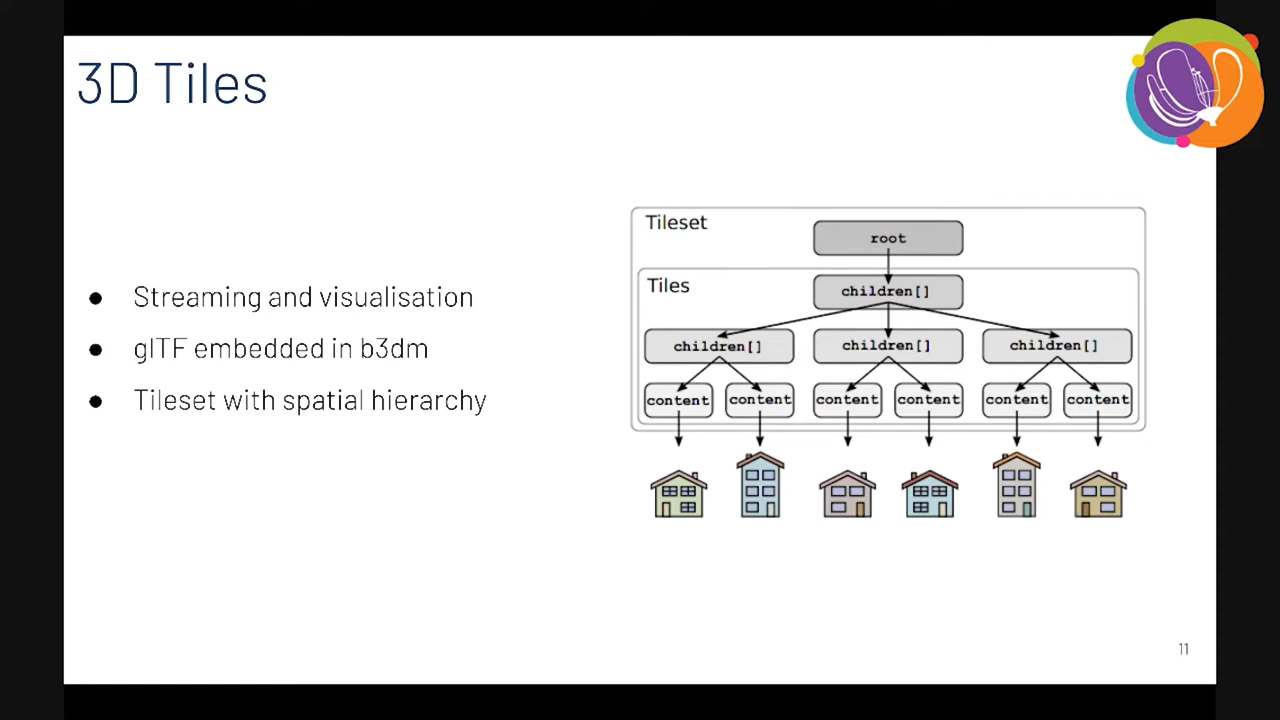 3D Tiles
Streaming and visualisation
glTF embedded in b3dm
Tileset with spatial hierarchy
Tileset
root
Tiles
children[]
children[] children[] children[]
content content content content content content
11